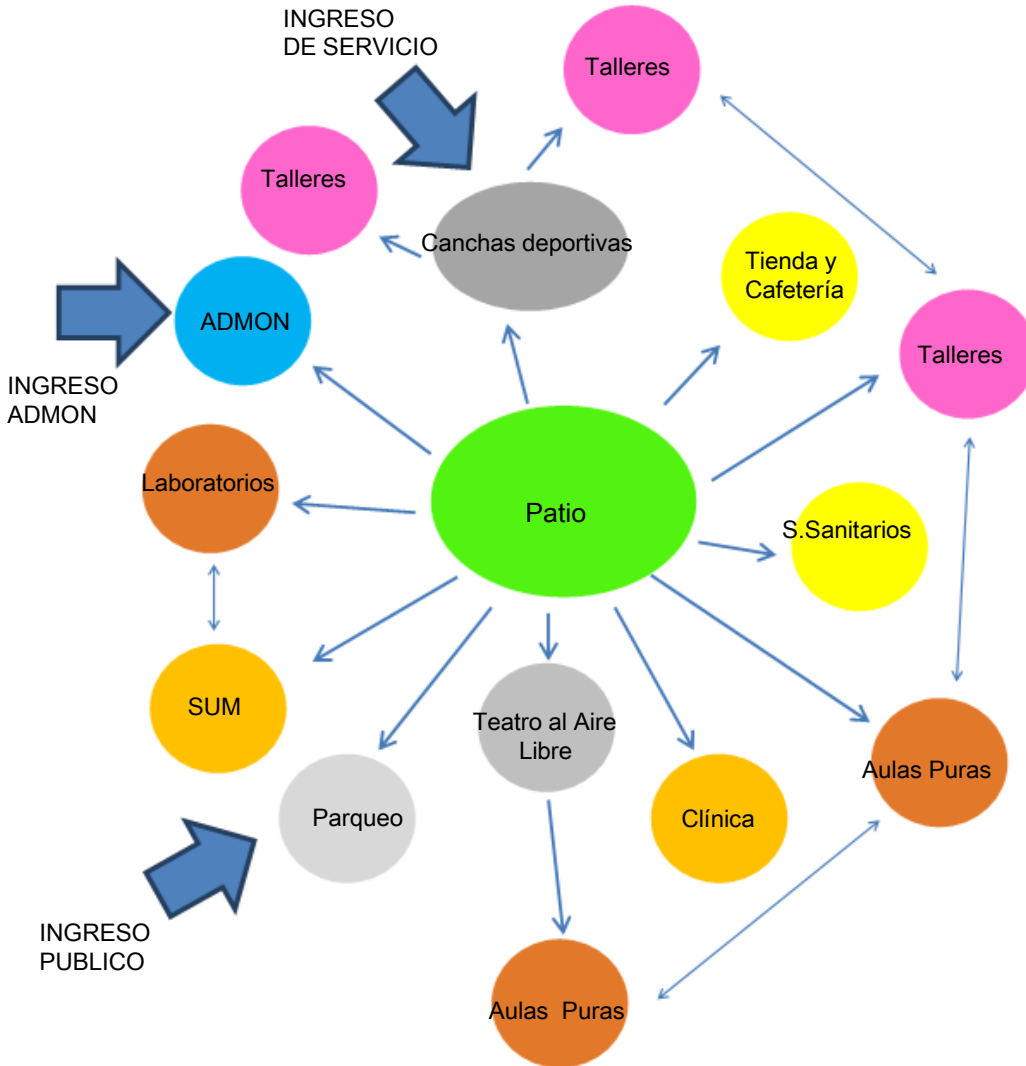 INGRESO
DE SERVICIO
Talleres
Talleres
Canchas deportivas
Tienda y
Cafetería
ADMON
Talleres
INGRESO
ADMON
Laboratorios
Patio
S.Sanitarios
SUM
Teatro al Aire
Libre
Aulas Puras
Parqueo
Clínica
INGRESO
PUBLICO
Aulas Puras